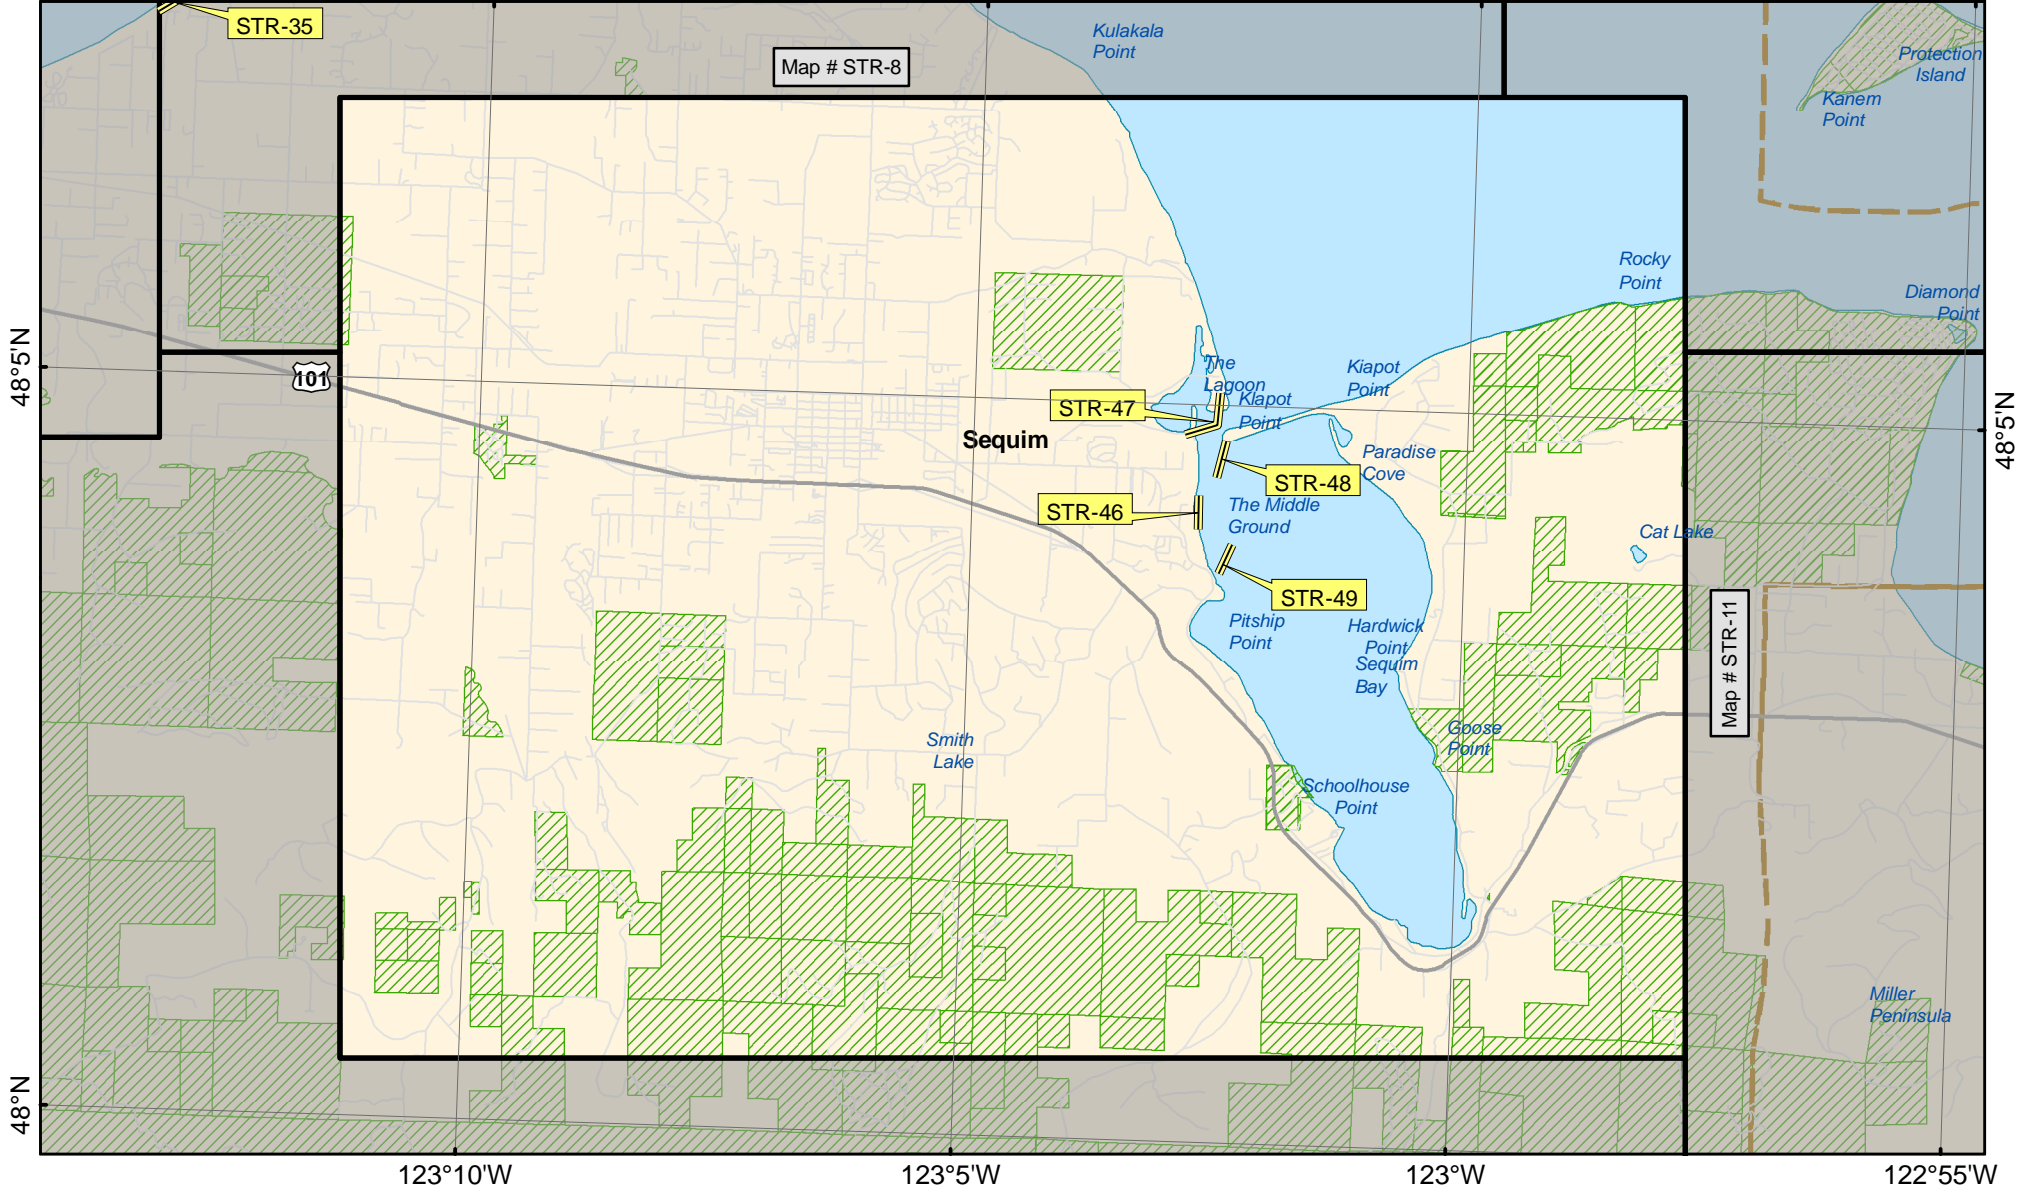 STR-35
Map # STR-8
Kulakala
Point
Protection
Island
Kanem
Point
Rocky
Point
Diamond
Point
48°5'N
101
The
Lagoon
Kiapot
Point
STR-47
Klapot
Point
Sequim
48°5'N
Paradise
Cove
STR-48
STR-46
The Middle
Ground
Cat Lake
STR-49
Pitship
Point
Hardwick
Point
Sequim
Bay
Map # STR-11
Smith
Lake
Goose
Point
Schoolhouse
Point
Miller
Peninsula
48°N
123°10'W
123°5'W
123°W
122°55'W